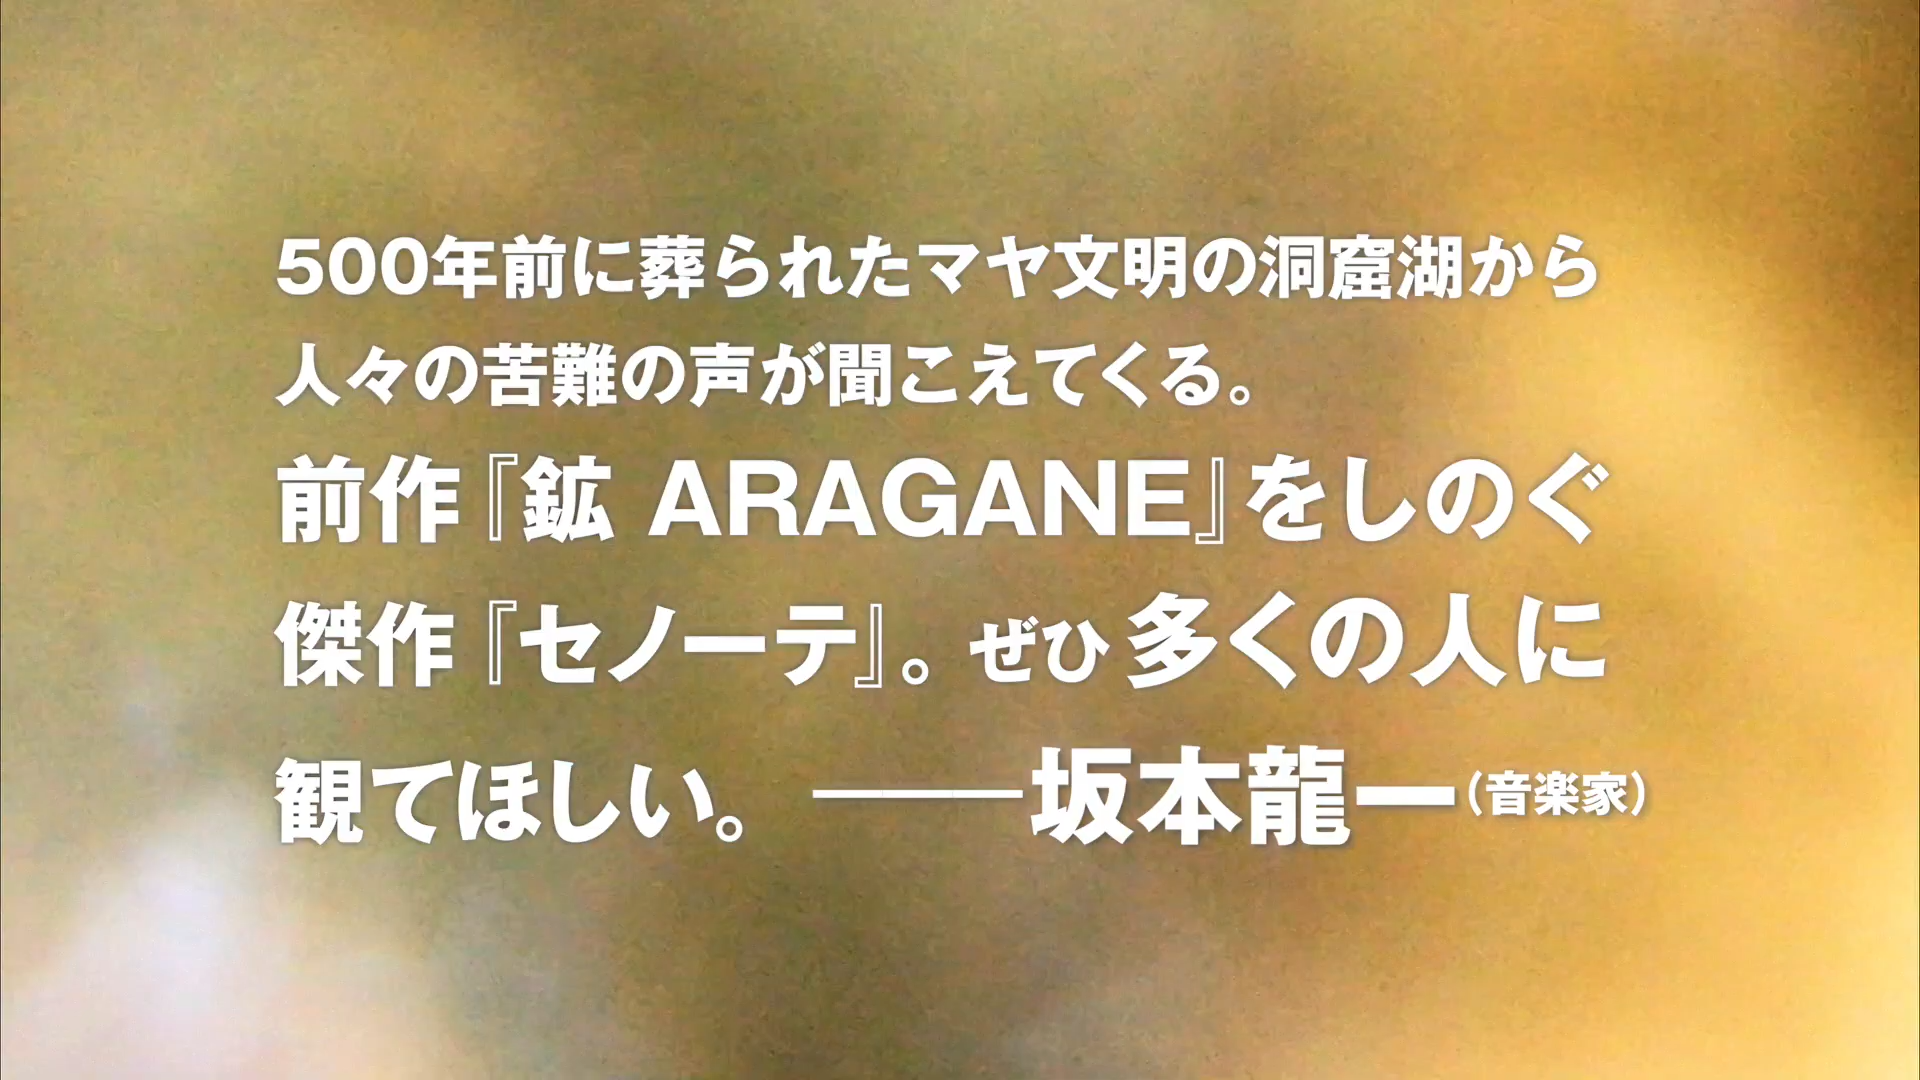 500年前に葬られたマヤ文明の洞窟湖から
人々の苦難の声が聞こえてくる。
前作『鉱 ARAGANE』をしのぐ
傑作『セノーテ』。ぜひ多くの人に
観てほしい。 ───坂本龍一（音楽家）